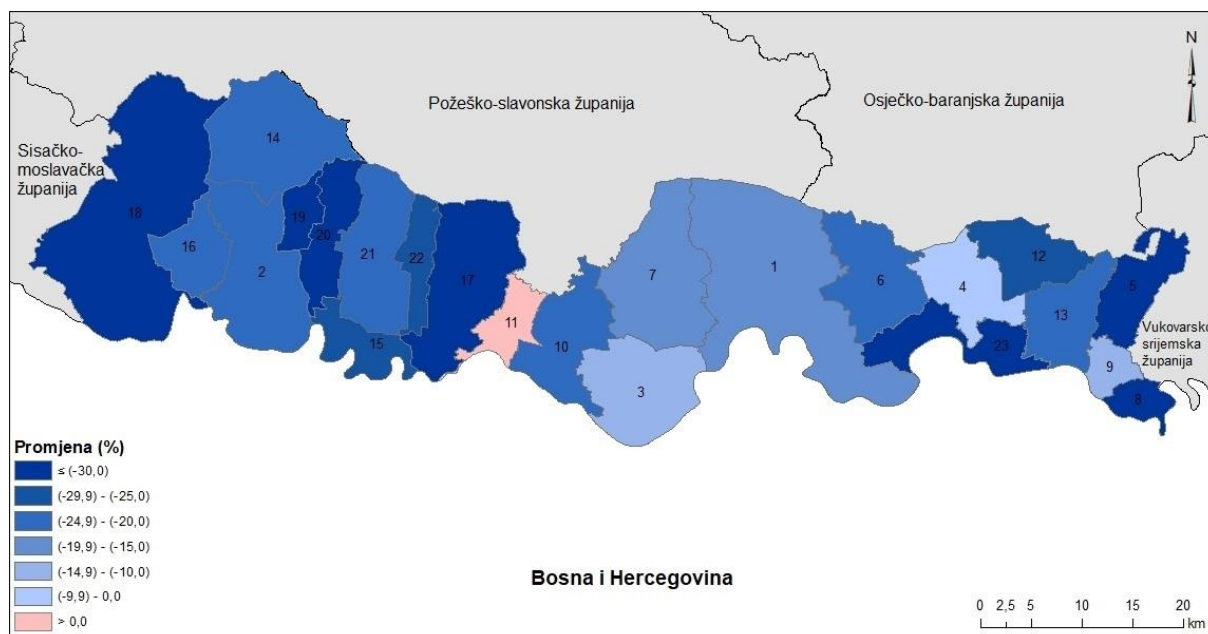 N
Požeško-slavonska županija
Osječko-baranjska županija
Sisačko-
moslavačka
županija
14
18
19
20
16
2
21
22
17
15
11
10
7
3
1
6
4
12
13
5
23
9
8
Vukovarsko
srijemska
županija
Promjena (%)
≤ (-30,0)
(-29,9) - (-25,0)
(-24,9) - (-20,0)
(-19,9) - (-15,0)
(-14,9) - (-10,0)
(-9,9) - 0,0
> 0,0
Bosna i Hercegovina
0 2,5 5 10 15 20
km